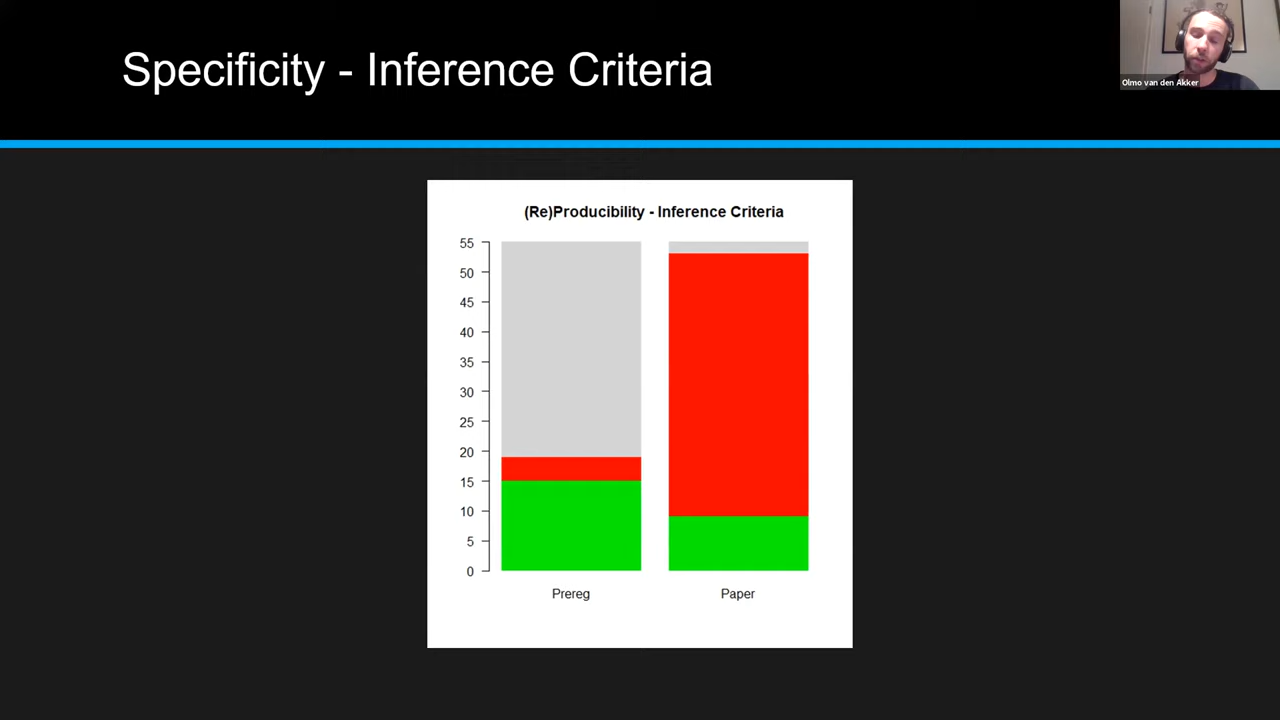 Specificity - Inference Criteria
Olmo van den Akker
(Re)Producibility - Inference Criteria
55
50
45
40
35
30
25
20
15
10
5
0
Prereg
Paper